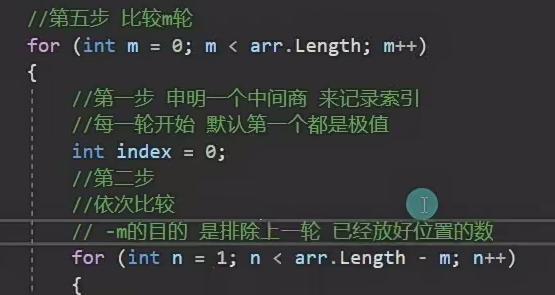 //第五步 比较m轮
for (int m = 0; m < arr.Length; m++)
{
//第一步 申明一个中间商 来记录索引
//每一轮开始 默认第一个都是极值
int index = 0;
//第二步
//依次比较
// -m的目的 是排除上一轮 已经放好位置的数
for (int n = 1; n < arr.Length - m; n++)
{